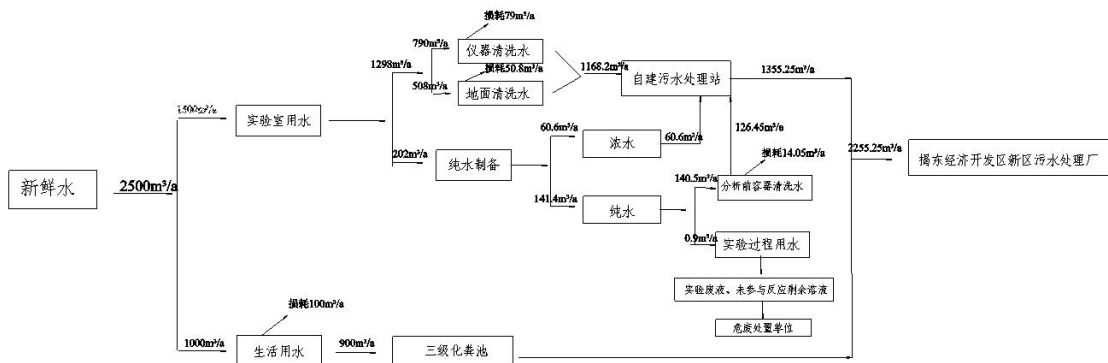 损耗79m³/a
790m³/a
仪器清洗水
1298m³/a
损耗50.8m³/a
508m³/a
地面清洗水
1168.2m³/a
自建污水处理站
1355.25m³/a
1500m³/a
实验室用水
202m³/a
纯水制备
60.6m³/a
浓水
60.6m³/a
126.45m³/a
损耗14.05m³/a
141.4m³/a
纯水
140.5m³/a
分析前容器清洗水
0.9m³/a
实验过程用水
实验废液、未参与反应剩余溶液
危废处置单位
新鲜水
2500m³/a
2255.25m³/a
揭东经济开发区新区污水处理厂
损耗100m³/a
1000m³/a
生活用水
900m³/a
三级化粪池